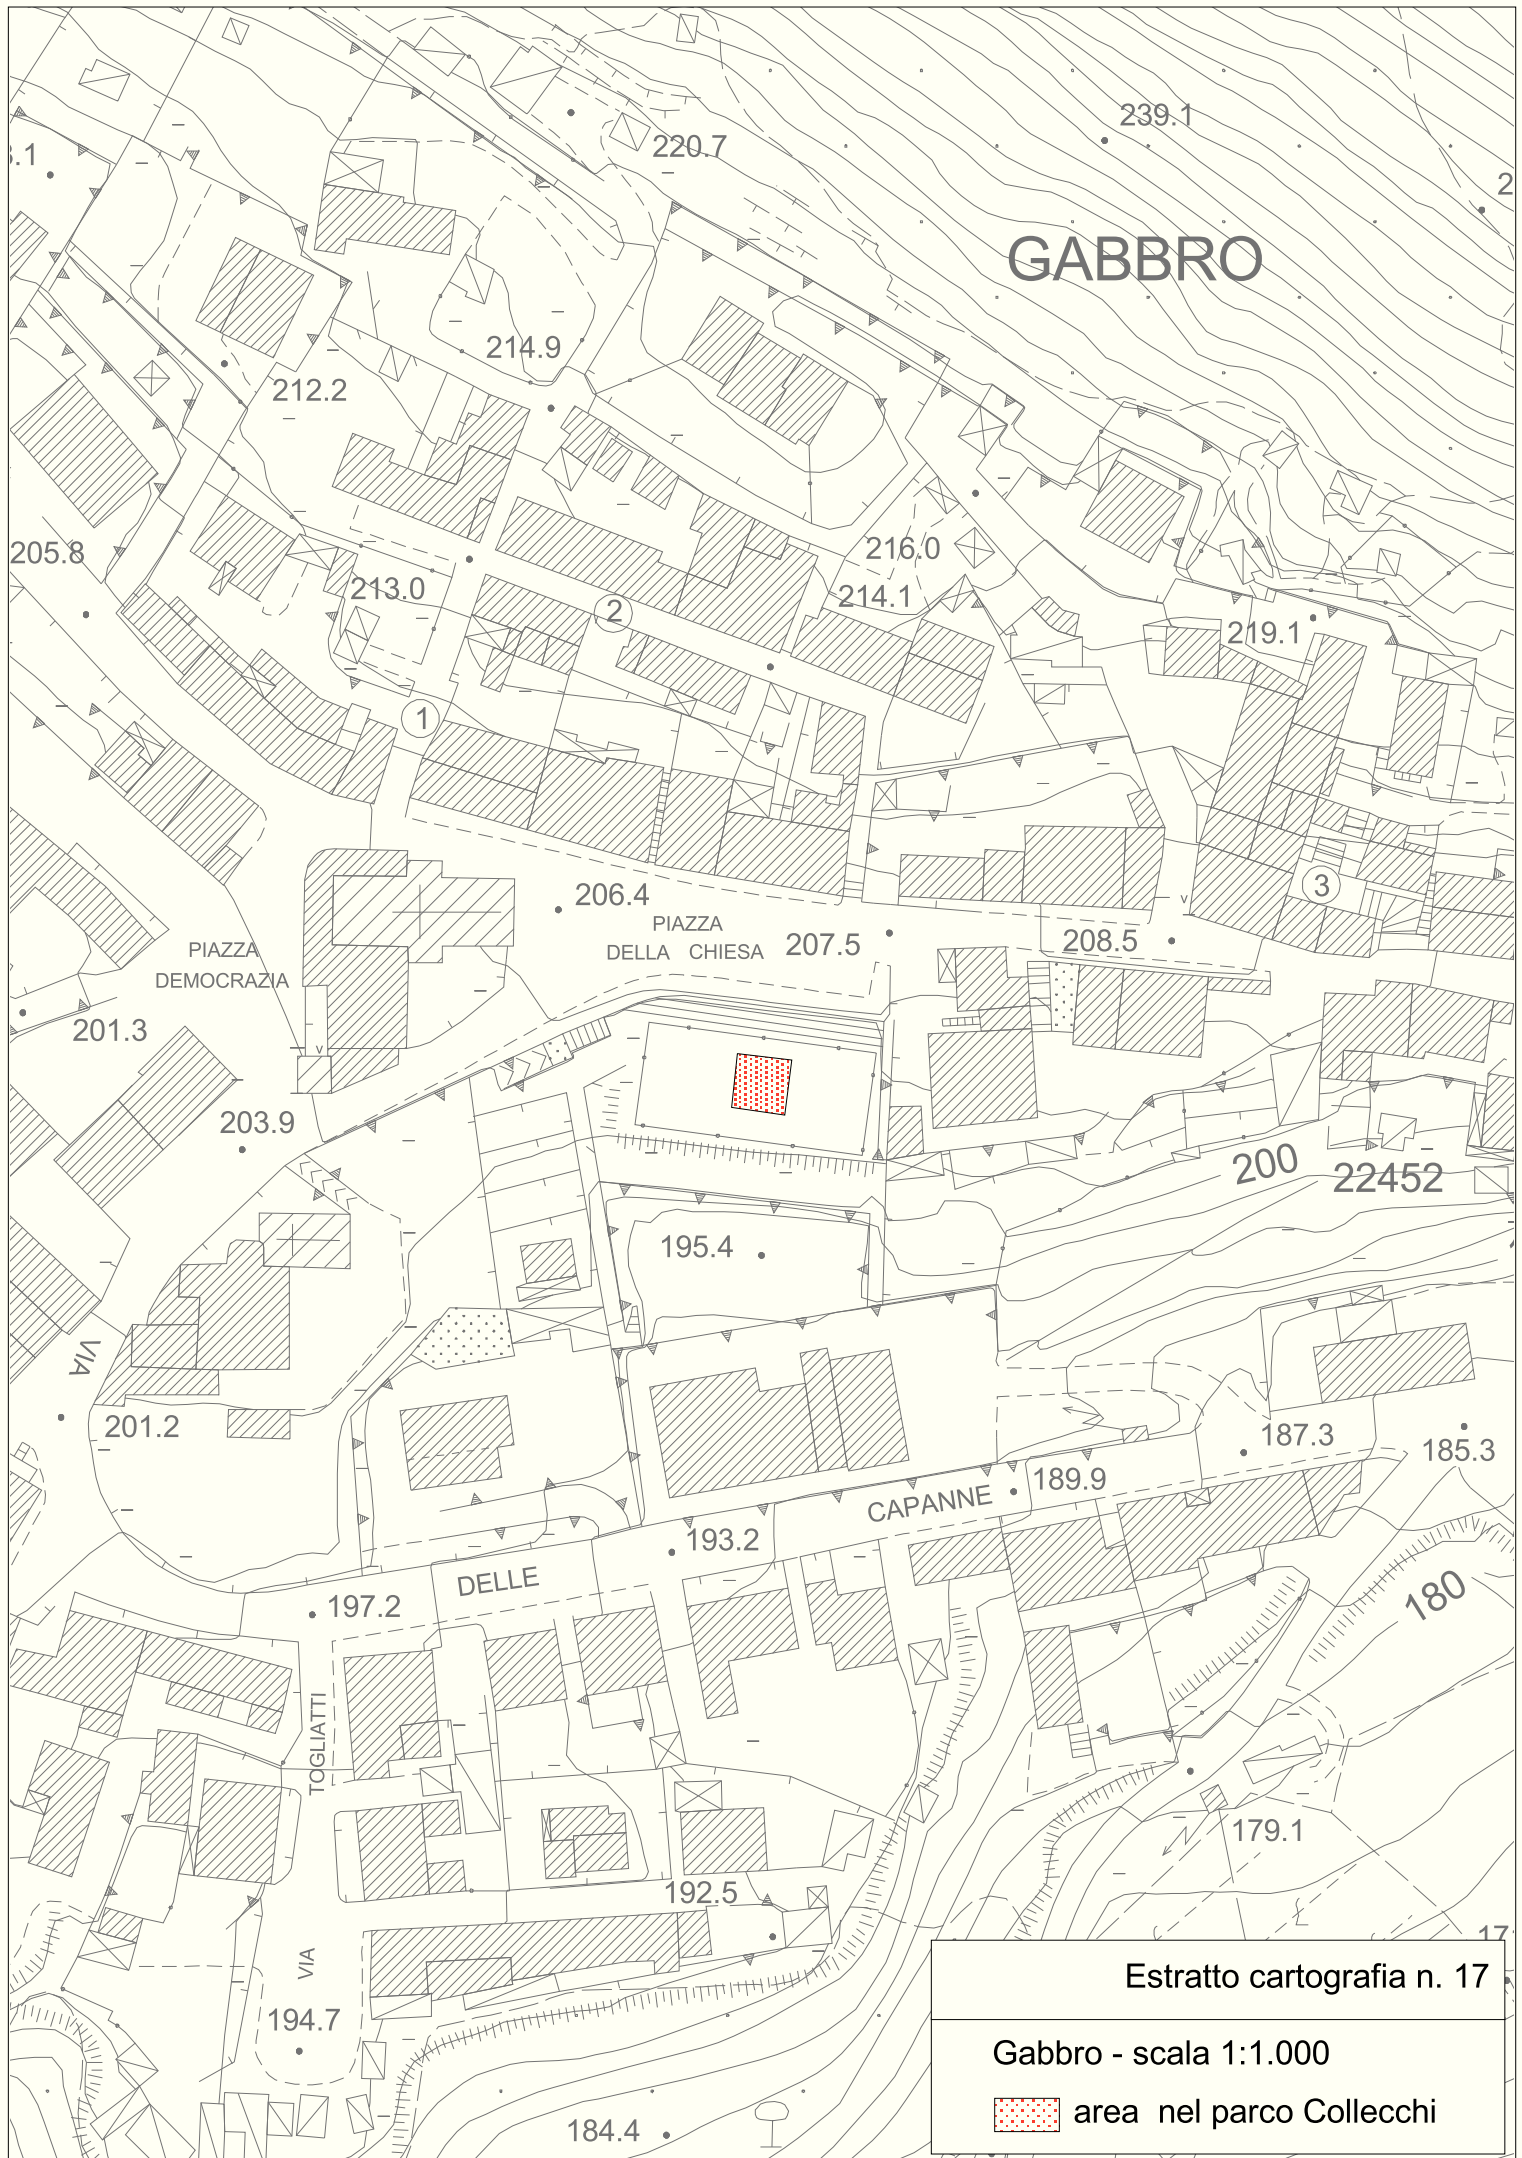 239.1
220.7
GABBRO
214.9
212.2
205.8
216.0
213.0
214.1
2
219.1
1
3
206.4
PIAZZA
DELLA CHIESA
207.5
208.5
PIAZZA
DEMOCRAZIA
201.3
203.9
200
22452
195.4
VIA
201.2
187.3
185.3
189.9
CAPANNE
193.2
DELLE
197.2
180
TOGLIATTI
179.1
192.5
VIA
194.7
184.4
Estratto cartografia n. 17
Gabbro - scala 1:1.000
area nel parco Collecchi